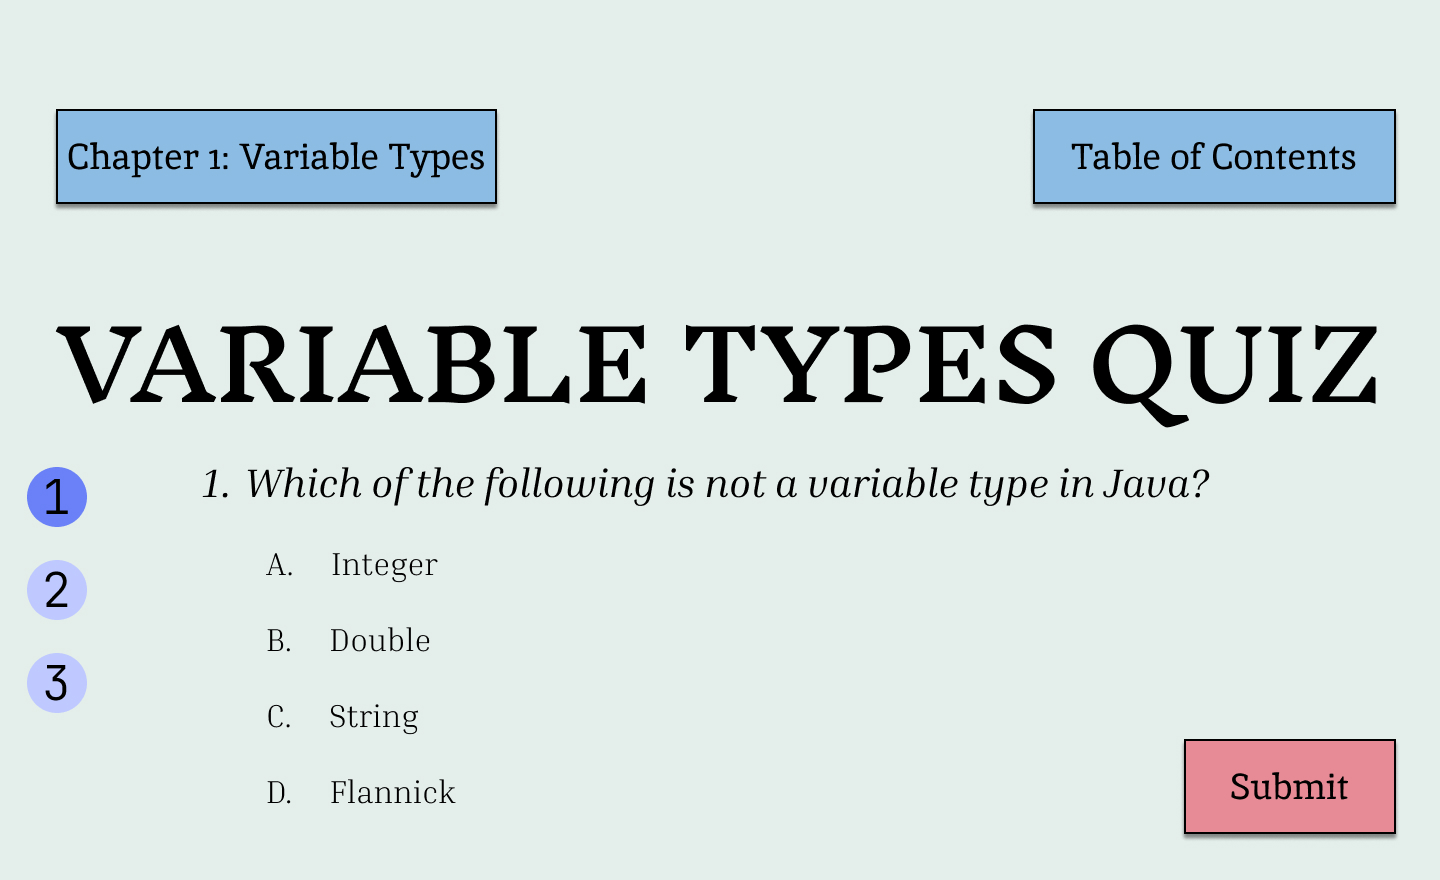 Chapter 1: Variable Types
Table of Contents
VARIABLE TYPES QUIZ
1
1. Which of the following is not a variable type in Java?
A. Integer
2
B. Double
3
C. String
D. Flannick
Submit